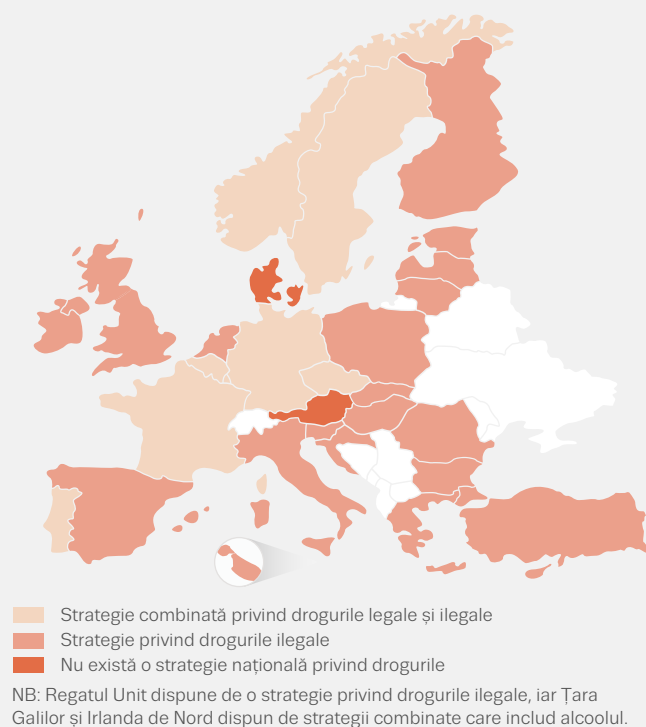 Strategie combinată privind drogurile legale și ilegale
Strategie privind drogurile ilegale
Nu există o strategie națională privind drogurile
NB: Regatul Unit dispune de o strategie privind drogurile ilegale, iar Țara
Galilor și Irlanda de Nord dispun de strategii combinate care includ alcoolul.